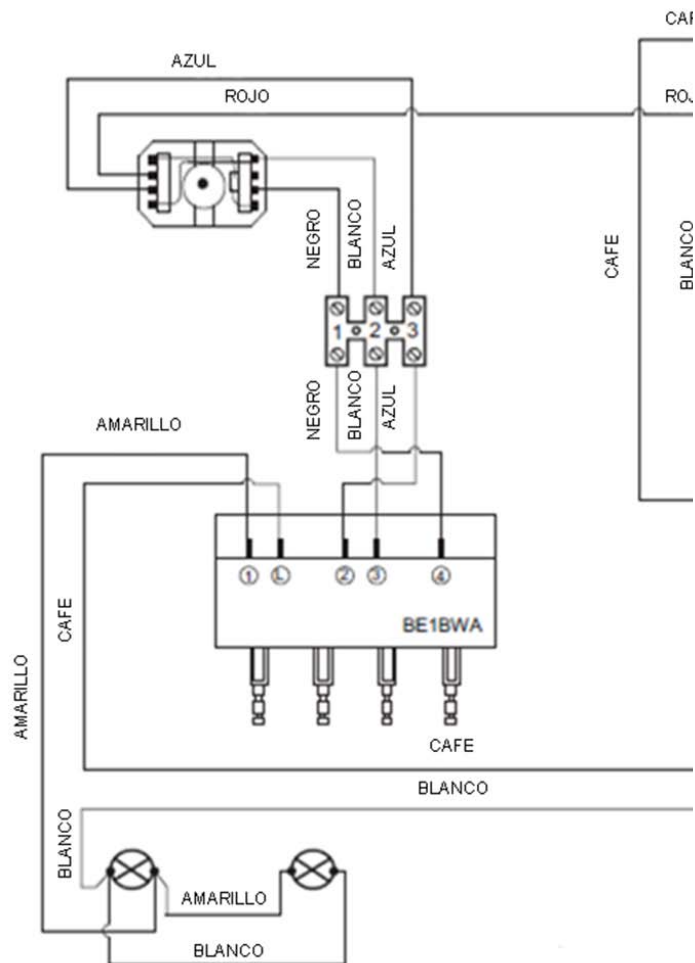 CAF
AZUL
ROJO
ROJ
NEGRO
BLANCO
AZUL
CAFE
BLANCO
1 2 3
NEGRO
BLANCO
AZUL
AMARILLO
1 L 2 3 4
BE1BWA
CAFE
AMARILLO
CAFE
BLANCO
BLANCO
AMARILLO
BLANCO